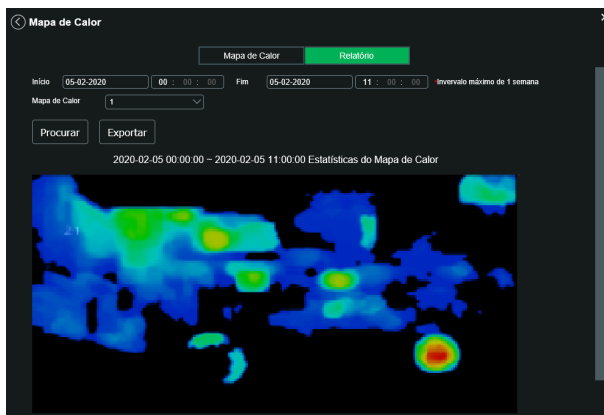 Mapa de Calor
Mapa de Calor Relatório
Início 05-02-2020 00 : 00 : 00 Fim 05-02-2020 11 : 00 : 00 *Invervalo máximo de 1 semana
Mapa de Calor 1
Procurar Exportar
2020-02-05 00:00:00 ~ 2020-02-05 11:00:00 Estatísticas do Mapa de Calor